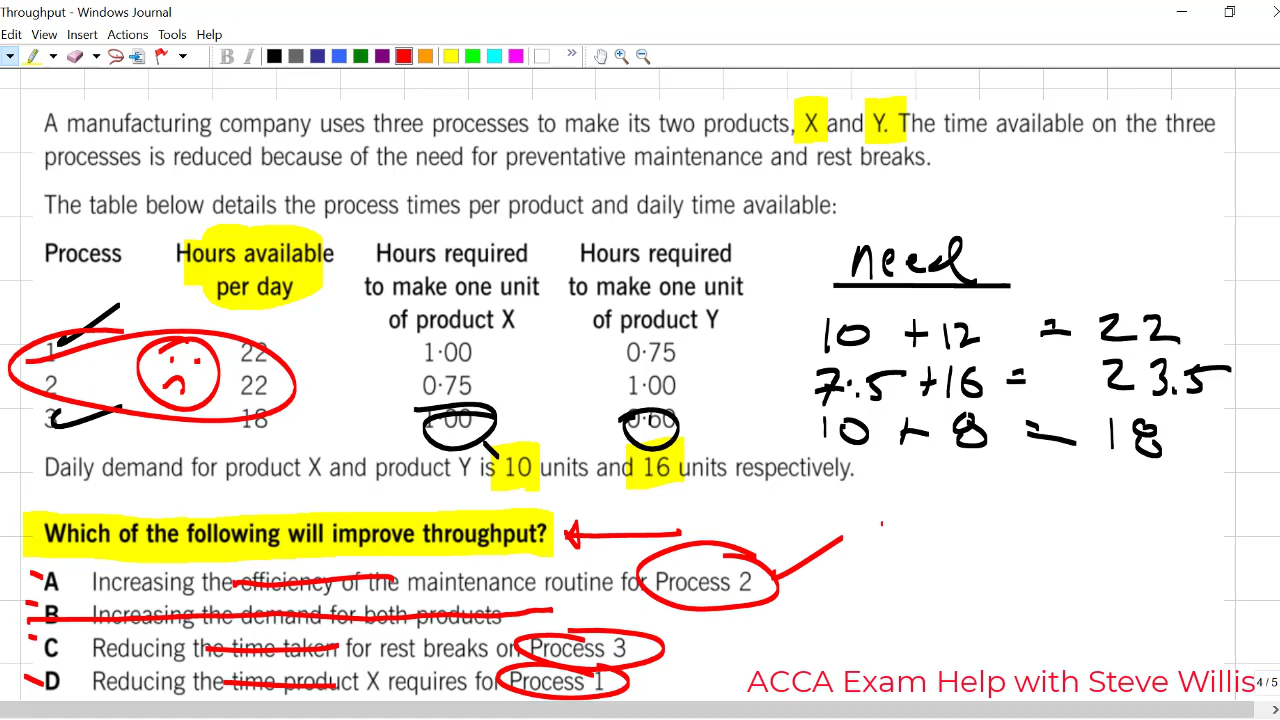 Throughput - Windows Journal
Edit View Insert Actions Tools Help
B I
A manufacturing company uses three processes to make its two products, X and Y. The time available on the three
processes is reduced because of the need for preventative maintenance and rest breaks.
The table below details the process times per product and daily time available:
Process Hours available per day Hours required to make one unit of product X Hours required to make one unit of product Y
need
1 22 1·00 0·75
10 + 12 = 22
2 22 0·75 1·00
7.5 + 16 = 23.5
3 18 1·00 0·50
10 + 8 = 18
Daily demand for product X and product Y is 10 units and 16 units respectively.
Which of the following will improve throughput?
A Increasing the efficiency of the maintenance routine for Process 2
B Increasing the demand for both products
C Reducing the time taken for rest breaks on Process 3
D Reducing the time product X requires for Process 1
ACCA Exam Help with Steve Willis
4 / 5